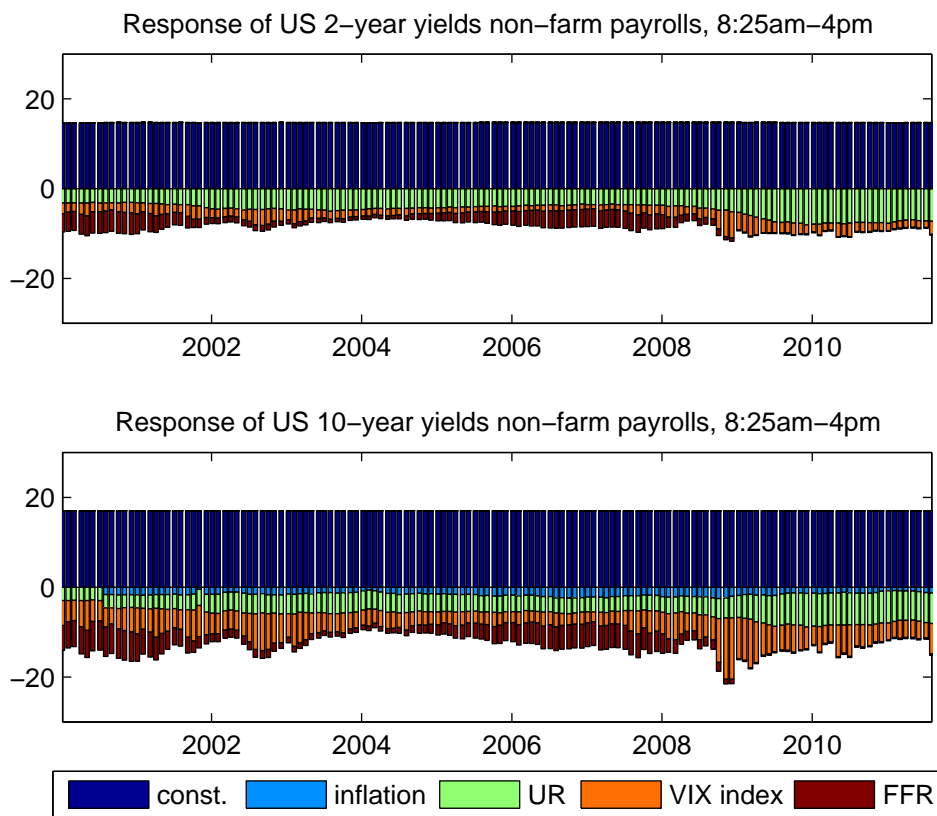 Response of US 2−year yields non−farm payrolls, 8:25am−4pm
20
0
−20
2002 2004 2006 2008 2010
Response of US 10−year yields non−farm payrolls, 8:25am−4pm
20
0
−20
2002 2004 2006 2008 2010
const. inflation UR VIX index FFR